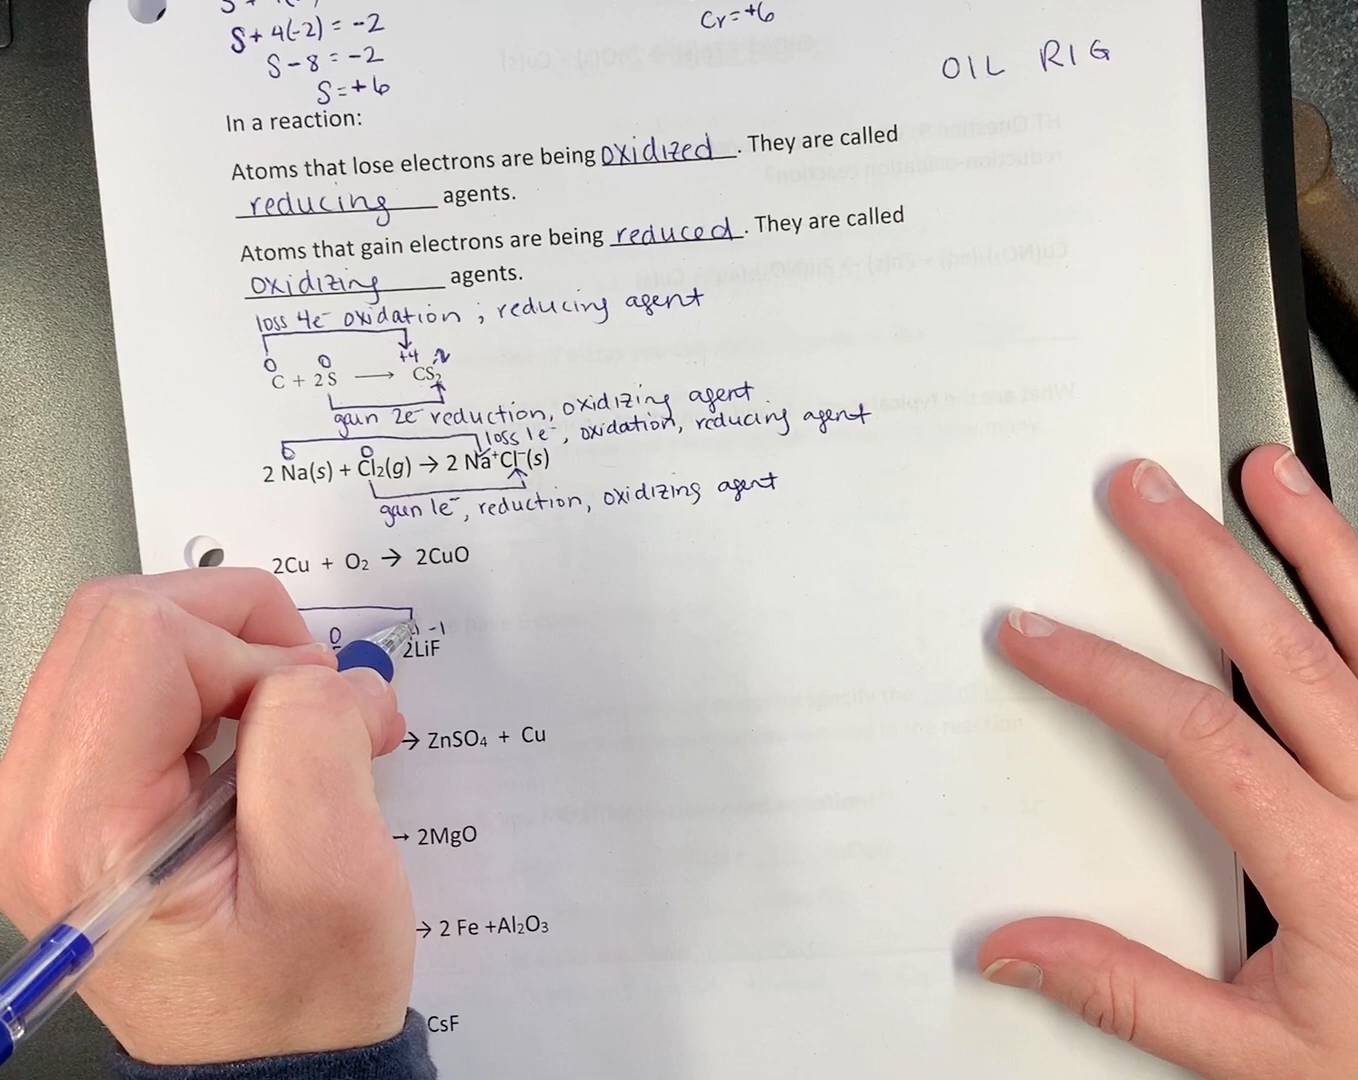 S + 4(-2) = -2
S - 8 = -2
S = +6
Cr = +6
OIL RIG
In a reaction:
Atoms that lose electrons are being oxidized. They are called
reducing agents.
Atoms that gain electrons are being reduced. They are called
oxidizing agents.
loss 4e⁻ oxidation ; reducing agent
0 0 +4 -2
C + 2S → CS₂
gain 2e⁻ reduction, oxidizing agent
loss 1e⁻, oxidation, reducing agent
0 0
2 Na(s) + Cl₂(g) → 2 Na⁺Cl⁻(s)
gain 1e⁻, reduction, oxidizing agent
2Cu + O₂ → 2CuO
0 -1
2LiF
→ ZnSO₄ + Cu
→ 2MgO
→ 2 Fe +Al₂O₃
CsF